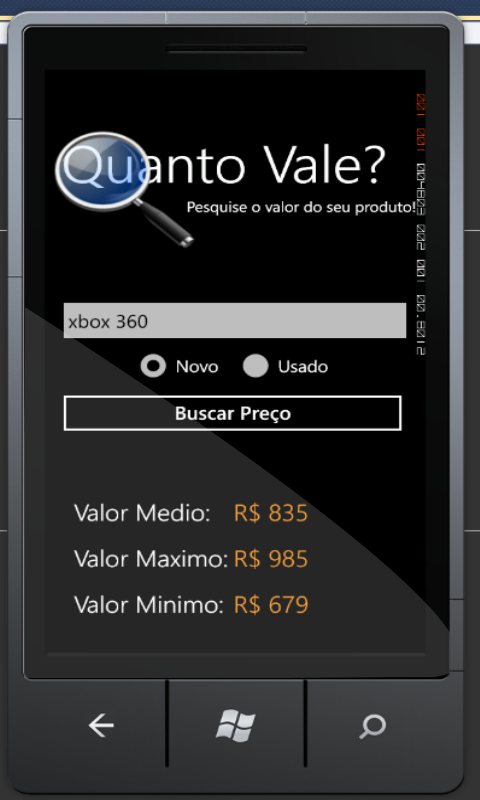 Quanto Vale?
Pesquise o valor do seu produto!
xbox 360
Novo Usado
Buscar Preço
Valor Medio: R$ 835
Valor Maximo: R$ 985
Valor Minimo: R$ 679